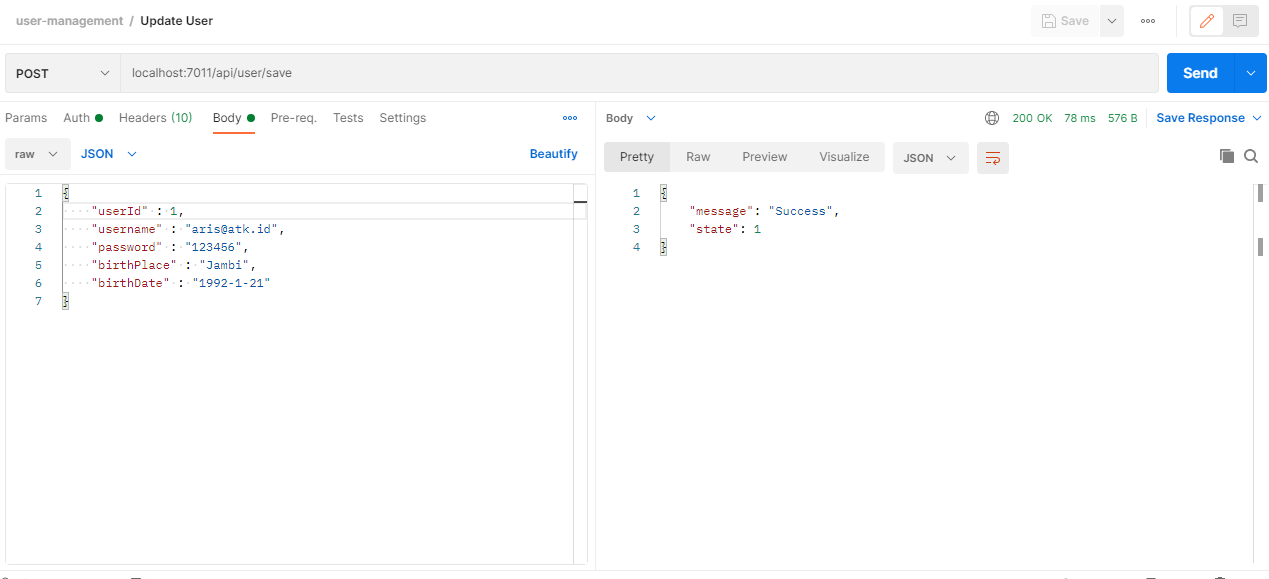 user-management / Update User
Save
POST
localhost:7011/api/user/save
Send
Params Auth Headers (10) Body Pre-req. Tests Settings
raw JSON Beautify
1 {
2 "userId" : 1,
3 "username" : "aris@atk.id",
4 "password" : "123456",
5 "birthPlace" : "Jambi",
6 "birthDate" : "1992-1-21"
7 }
Body 200 OK 78 ms 576 B Save Response
Pretty Raw Preview Visualize JSON
1 {
2 "message": "Success",
3 "state": 1
4 }